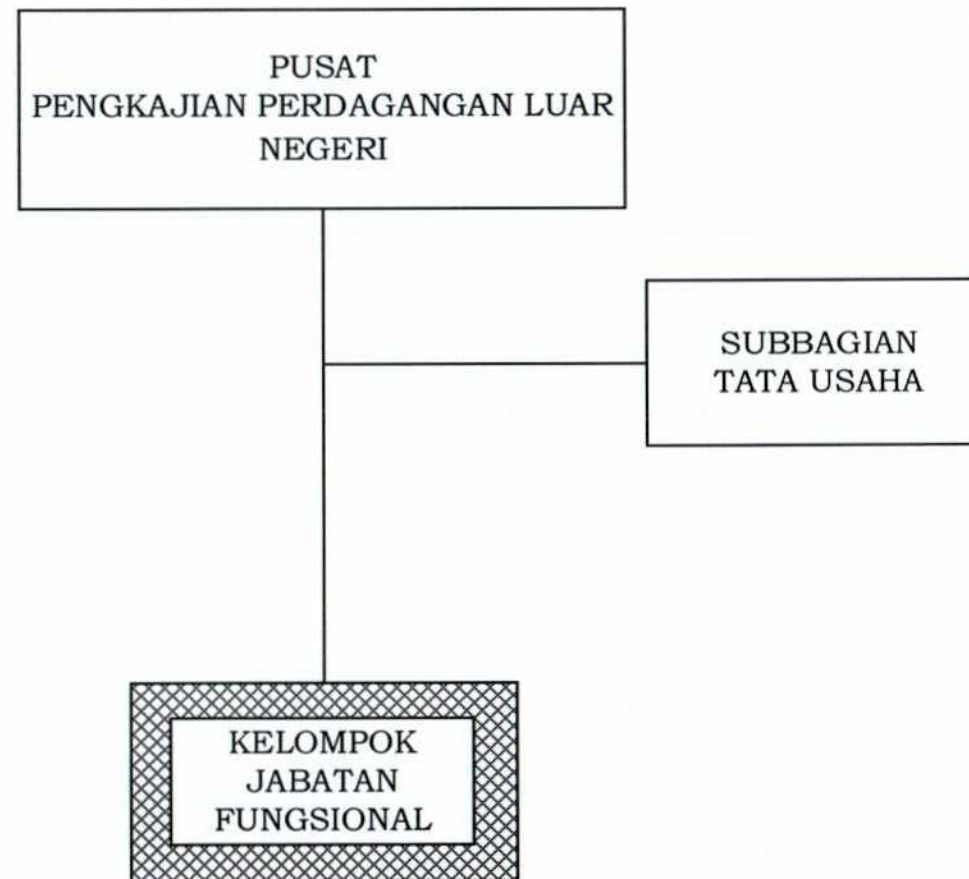 PUSAT
PENGKAJIAN PERDAGANGAN LUAR
NEGERI
SUBBAGIAN
TATA USAHA
KELOMPOK
JABATAN
FUNGSIONAL